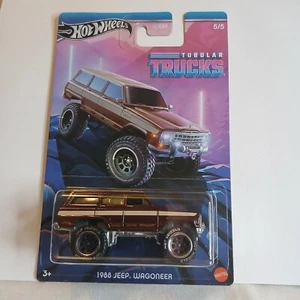 Hot Wheels
5/5
TUBULAR
TRUCKS
3+
1988 JEEP. WAGONEER